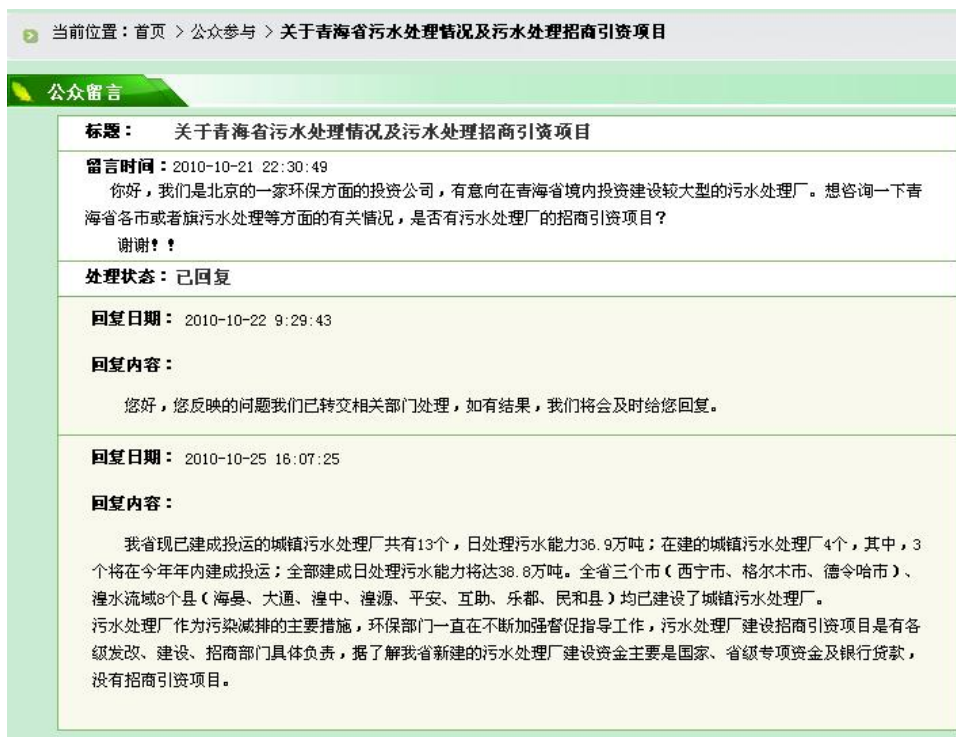 当前位置：首页 > 公众参与 > 关于青海省污水处理情况及污水处理招商引资项目
公众留言
标题： 关于青海省污水处理情况及污水处理招商引资项目
留言时间：2010-10-21 22:30:49
你好，我们是北京的一家环保方面的投资公司，有意向在青海省境内投资建设较大型的污水处理厂。想咨询一下青
海省各市或者旗污水处理等方面的有关情况，是否有污水处理厂的招商引资项目？
谢谢！！
处理状态：已回复
回复日期： 2010-10-22 9:29:43
回复内容：
您好，您反映的问题我们已转交相关部门处理，如有结果，我们将会及时给您回复。
回复日期： 2010-10-25 16:07:25
回复内容：
我省现已建成投运的城镇污水处理厂共有13个，日处理污水能力36.9万吨；在建的城镇污水处理厂4个，其中，3
个将在今年年内建成投运；全部建成日处理污水能力将达38.8万吨。全省三个市（西宁市、格尔木市、德令哈市）、
湟水流域8个县（海晏、大通、湟中、湟源、平安、互助、乐都、民和县）均已建设了城镇污水处理厂。
污水处理厂作为污染减排的主要措施，环保部门一直在不断加强督促指导工作，污水处理厂建设招商引资项目是有各
级发改、建设、招商部门具体负责，据了解我省新建的污水处理厂建设资金主要是国家、省级专项资金及银行贷款，
没有招商引资项目。